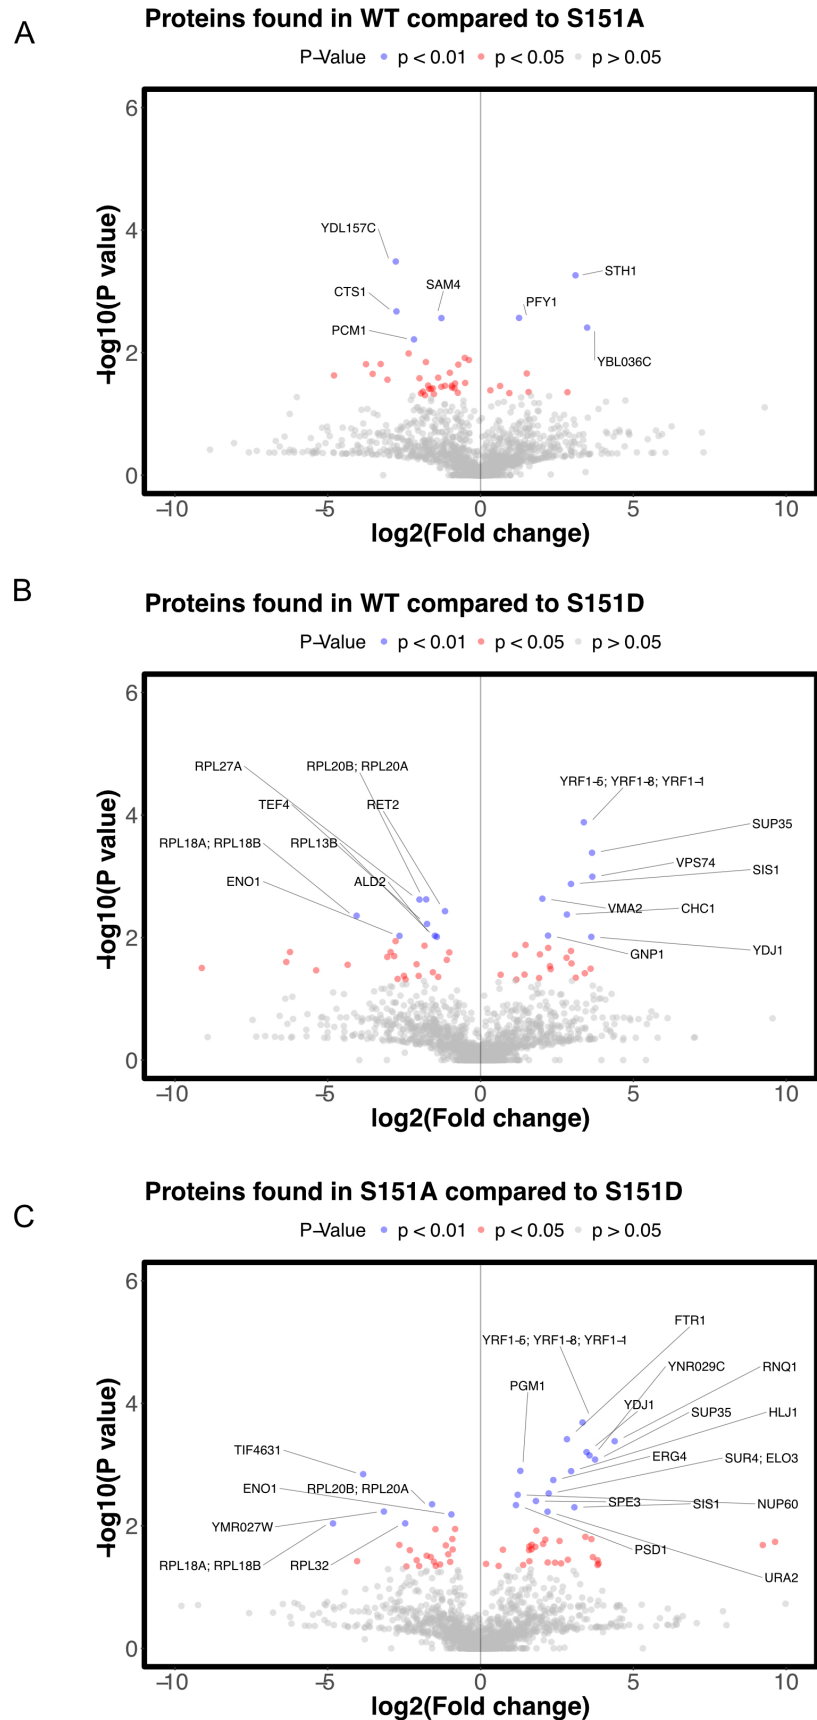 A
Proteins found in WT compared to S151A
P-Value p < 0.01 p < 0.05 p > 0.05
6
4
2
0
-log10(P value)
YDL157C
CTS1
SAM4
PCM1
STH1
PFY1
YBL036C
-10 -5 0 5 10
log2(Fold change)
B
Proteins found in WT compared to S151D
P-Value p < 0.01 p < 0.05 p > 0.05
6
4
2
0
-log10(P value)
RPL27A
RPL20B; RPL20A
YRF1-5; YRF1-8; YRF1-1
TEF4
RET2
SUP35
RPL18A; RPL18B
RPL13B
VPS74
SIS1
ENO1
ALD2
VMA2
CHC1
GNP1
YDJ1
-10 -5 0 5 10
log2(Fold change)
C
Proteins found in S151A compared to S151D
P-Value p < 0.01 p < 0.05 p > 0.05
6
4
2
0
-log10(P value)
FTR1
YRF1-5; YRF1-8; YRF1-1
YNR029C
RNQ1
PGM1
YDJ1
SUP35
HLJ1
TIF4631
ERG4
SUR4; ELO3
ENO1
RPL20B; RPL20A
SPE3
SIS1
NUP60
YMR027W
RPL18A; RPL18B
RPL32
PSD1
URA2
-10 -5 0 5 10
log2(Fold change)